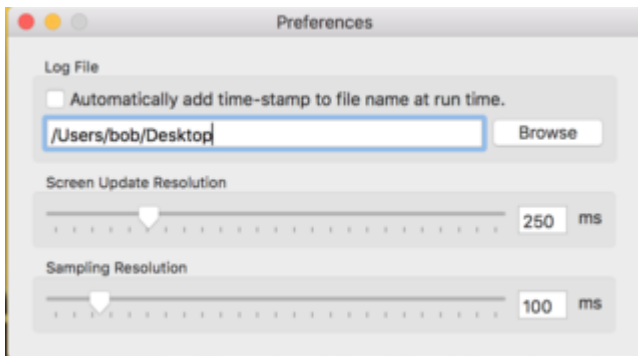 Preferences
Log File
Automatically add time-stamp to file name at run time.
/Users/bob/Desktop
Browse
Screen Update Resolution
250 ms
Sampling Resolution
100 ms